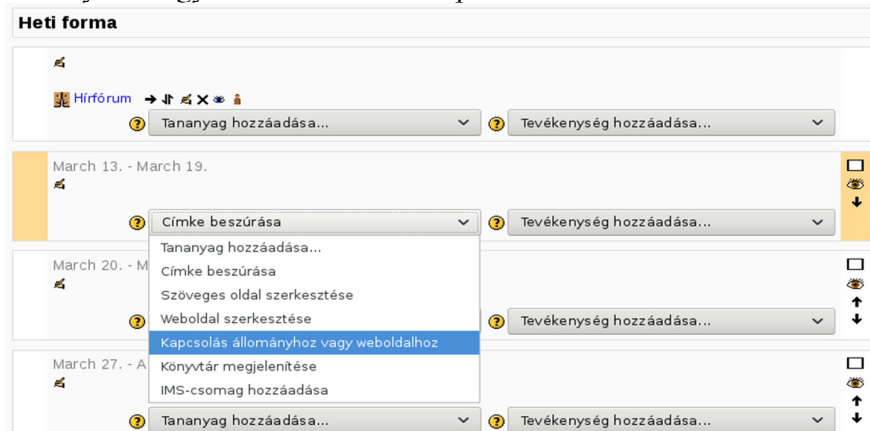 Heti forma
Hírfórum
Tananyag hozzáadása... Tevékenység hozzáadása...
March 13. - March 19.
Címke beszúrása Tevékenység hozzáadása...
Tananyag hozzáadása...
Címke beszúrása
Szöveges oldal szerkesztése
Weboldal szerkesztése
Kapcsolás állományhoz vagy weboldalhoz
Könyvtár megjelenítése
IMS-csomag hozzáadása
March 20. - M
Tevékenység hozzáadása...
March 27. - A
Tananyag hozzáadása... Tevékenység hozzáadása...